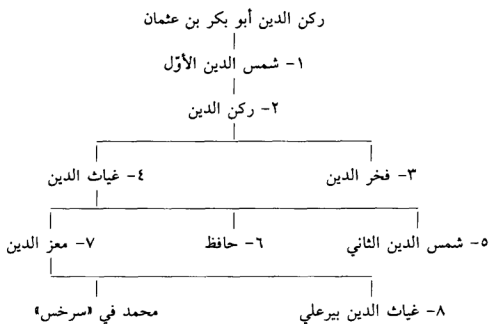 ركن الدين أبو بكر بن عثمان
١- شمس الدين الأوّل
٢- ركن الدين
٣- فخر الدين ٤- غياث الدين
٥- شمس الدين الثاني ٦- حافظ ٧- معز الدين
٨- غياث الدين بيرعلي محمد في «سرخس»